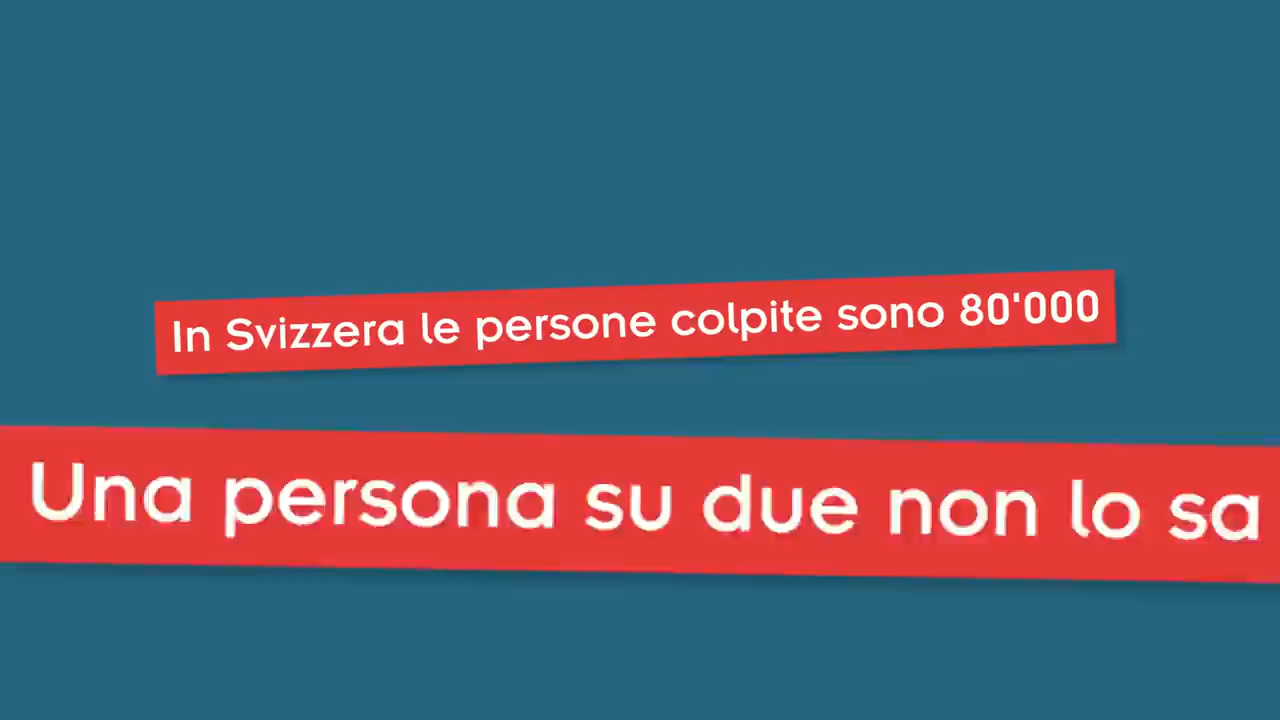 In Svizzera le persone colpite sono 80'000
Una persona su due non lo sa